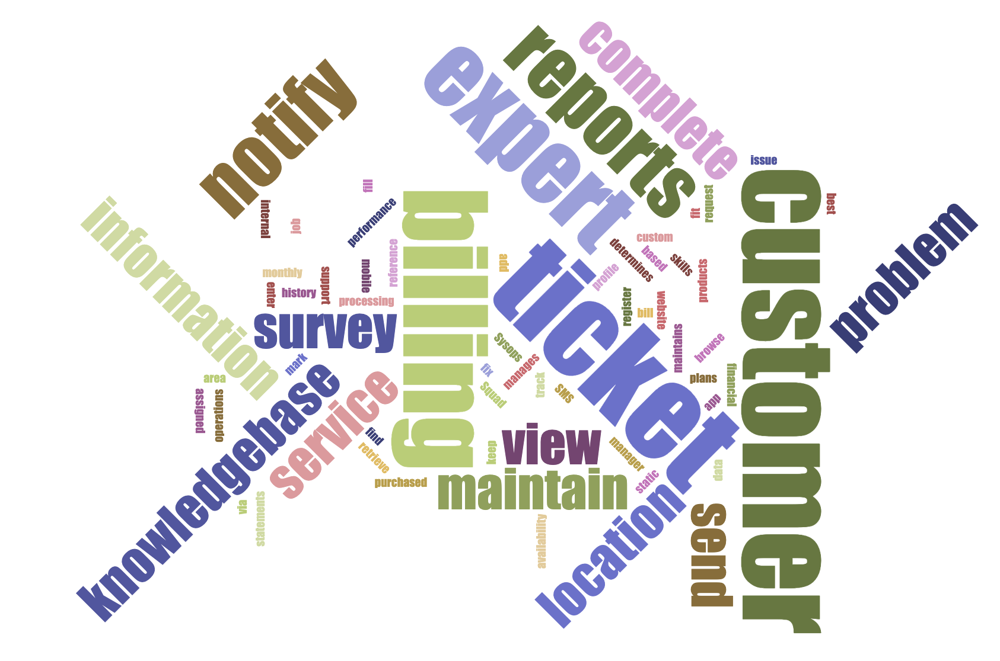 complete
reports
expert
notify
issue
customer
best
problem
fill
request
fit
performance
internal
job
information
billing
custom
determines
based
skills
reference
add
ticket
profile
products
mobile
support
monthly
enter
history
processing
register
bill
website
survey
maintains
browse
Sysops
manages
mark
fix
track
Squad
SMS
plans
financial
app
area
assigned
operations
knowledgebase
service
find
retrieve
purchased
view
keep
manager
data
static
maintain
location
send
via
statements
availability